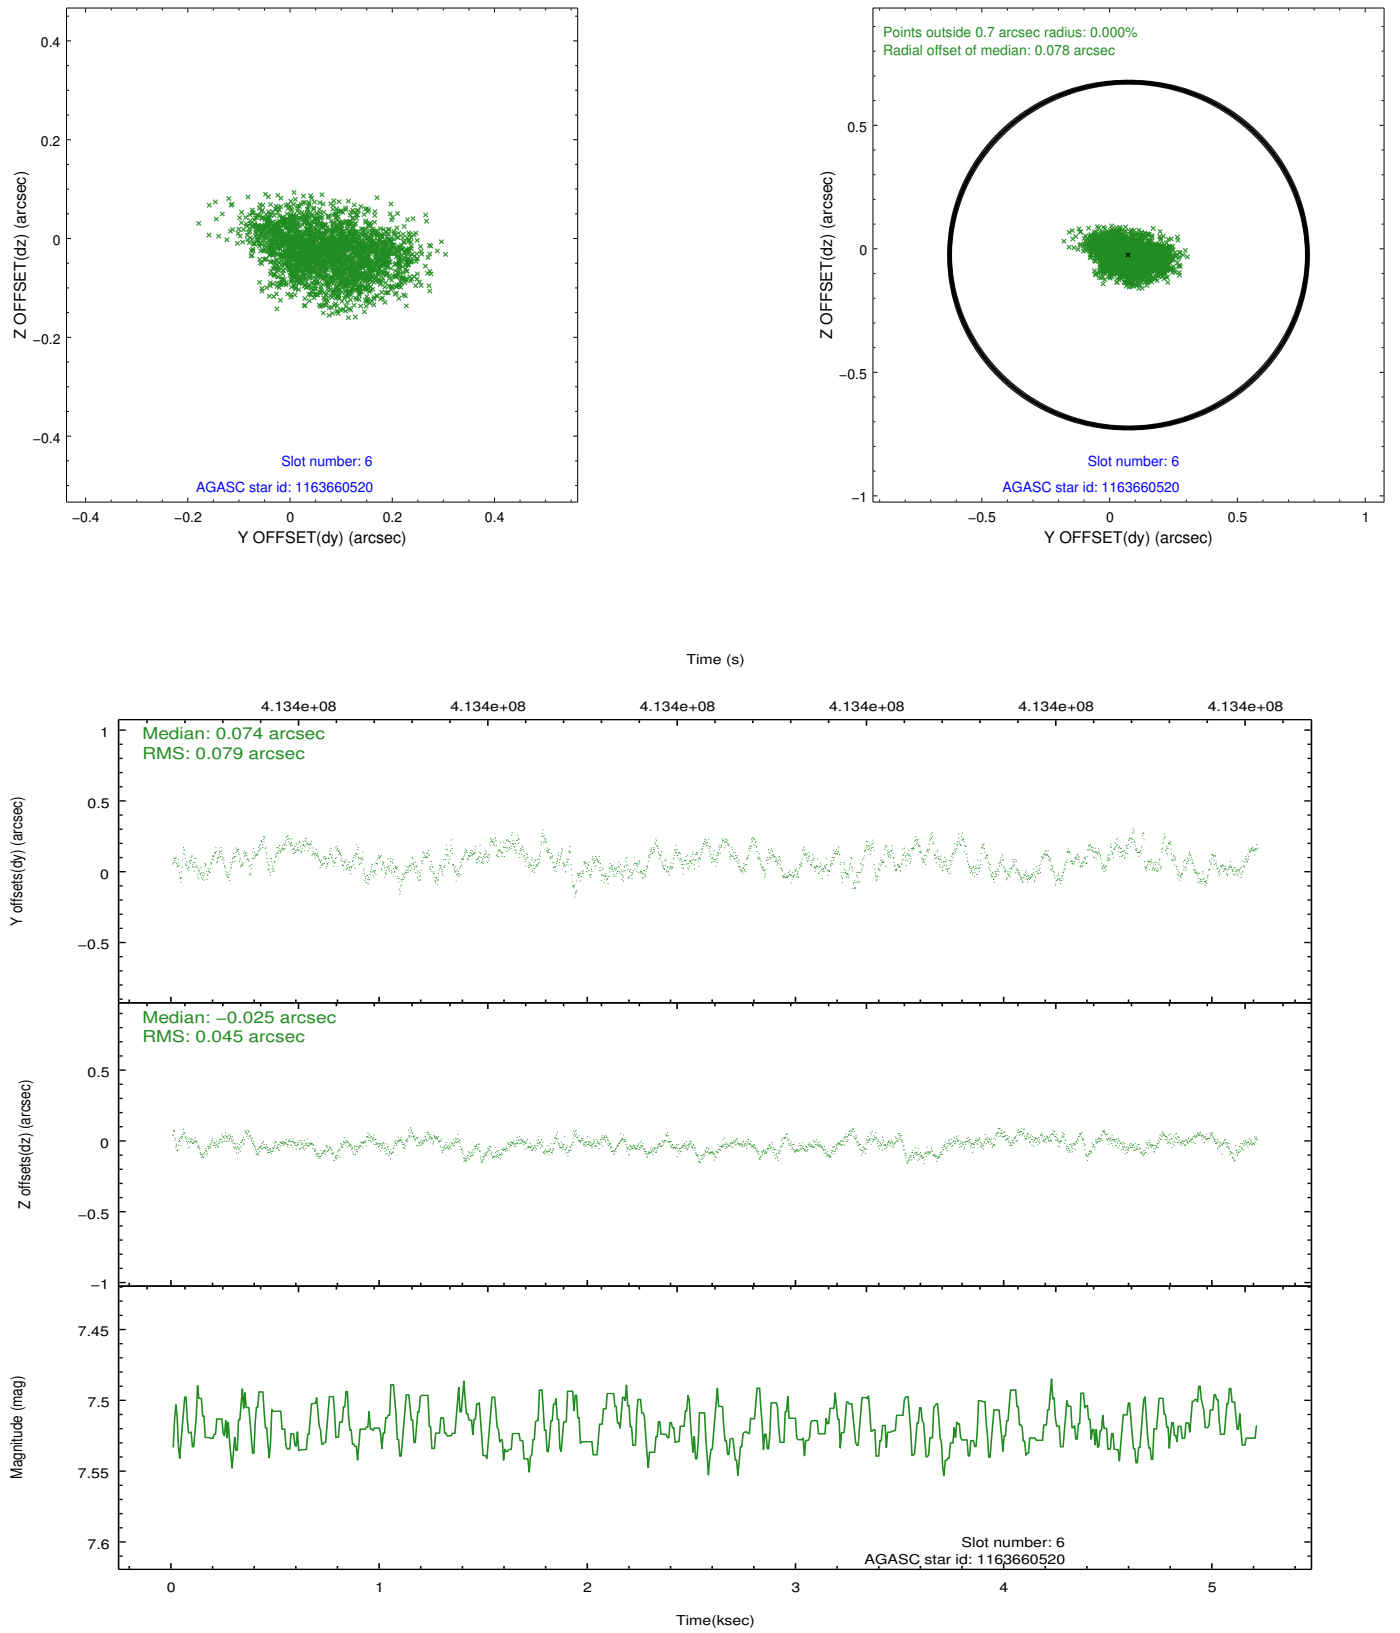 0.4
0.2
0
−0.2
−0.4
Z OFFSET(dz) (arcsec)
Slot number: 6
AGASC star id: 1163660520
−0.4 −0.2 0 0.2 0.4
Y OFFSET(dy) (arcsec)
Points outside 0.7 arcsec radius: 0.000%
Radial offset of median: 0.078 arcsec
0.5
0
−0.5
−1
Z OFFSET(dz) (arcsec)
Slot number: 6
AGASC star id: 1163660520
−0.5 0 0.5 1
Y OFFSET(dy) (arcsec)
Time (s)
4.134e+08 4.134e+08 4.134e+08 4.134e+08 4.134e+08 4.134e+08
Median: 0.074 arcsec
RMS: 0.079 arcsec
1
0.5
0
−0.5
Y offsets(dy) (arcsec)
Median: −0.025 arcsec
RMS: 0.045 arcsec
0.5
0
−0.5
−1
Z offsets(dz) (arcsec)
7.45
7.5
7.55
7.6
Magnitude (mag)
Slot number: 6
AGASC star id: 1163660520
0 1 2 3 4 5
Time(ksec)